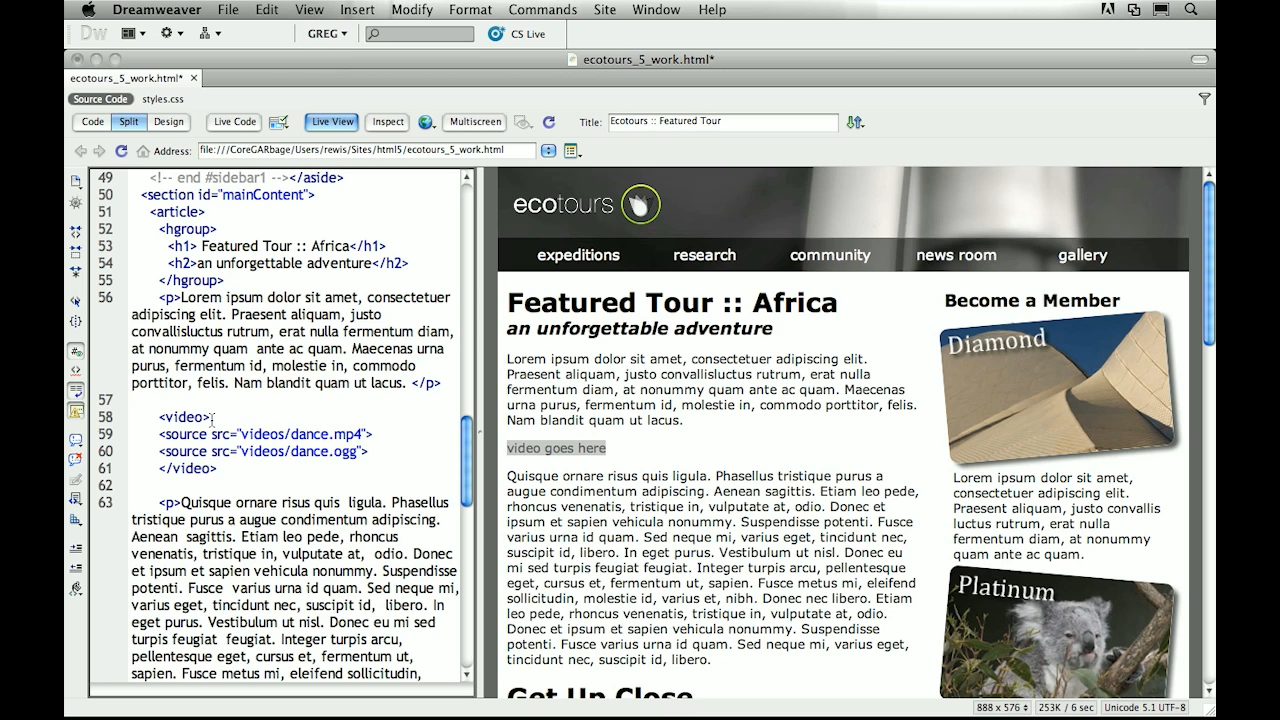 Dreamweaver File Edit View Insert Modify Format Commands Site Window Help
Dw GREG CS Live
ecotours_5_work.html*
ecotours_5_work.html* ×
Source Code styles.css
Code Split Design Live Code Live View Inspect Multiscreen Title: Ecotours :: Featured Tour
Address: file:///CoreGARbage/Users/rewis/Sites/html5/ecotours_5_work.html
49 <!-- end #sidebar1 --></aside>
50 <section id="mainContent">
51 <article>
52 <hgroup>
53 <h1> Featured Tour :: Africa</h1>
54 <h2>an unforgettable adventure</h2>
55 </hgroup>
56 <p>Lorem ipsum dolor sit amet, consectetuer
adipiscing elit. Praesent aliquam, justo
convallisluctus rutrum, erat nulla fermentum diam,
at nonummy quam  ante ac quam. Maecenas urna
purus, fermentum id, molestie in, commodo
porttitor, felis. Nam blandit quam ut lacus. </p>
57
58 <video>
59 <source src="videos/dance.mp4">
60 <source src="videos/dance.ogg">
61 </video>
62
63 <p>Quisque ornare risus quis  ligula. Phasellus
tristique purus a augue condimentum adipiscing.
Aenean  sagittis. Etiam leo pede, rhoncus
venenatis, tristique in, vulputate at,  odio. Donec
et ipsum et sapien vehicula nonummy. Suspendisse
potenti. Fusce  varius urna id quam. Sed neque mi,
varius eget, tincidunt nec, suscipit id,  libero. In
eget purus. Vestibulum ut nisl. Donec eu mi sed
turpis feugiat  feugiat. Integer turpis arcu,
pellentesque eget, cursus et, fermentum ut,
sapien. Fusce metus mi, eleifend sollicitudin,
ecotours
expeditions research community news room gallery
Featured Tour :: Africa
an unforgettable adventure
Lorem ipsum dolor sit amet, consectetuer adipiscing elit.
Praesent aliquam, justo convallisluctus rutrum, erat nulla
fermentum diam, at nonummy quam ante ac quam. Maecenas
urna purus, fermentum id, molestie in, commodo porttitor, felis.
Nam blandit quam ut lacus.
video goes here
Quisque ornare risus quis ligula. Phasellus tristique purus a
augue condimentum adipiscing. Aenean sagittis. Etiam leo pede,
rhoncus venenatis, tristique in, vulputate at, odio. Donec et
ipsum et sapien vehicula nonummy. Suspendisse potenti. Fusce
varius urna id quam. Sed neque mi, varius eget, tincidunt nec,
suscipit id, libero. In eget purus. Vestibulum ut nisl. Donec eu
mi sed turpis feugiat feugiat. Integer turpis arcu, pellentesque
eget, cursus et, fermentum ut, sapien. Fusce metus mi, eleifend
sollicitudin, molestie id, varius et, nibh. Donec nec libero. Etiam
leo pede, rhoncus venenatis, tristique in, vulputate at, odio.
Donec et ipsum et sapien vehicula nonummy. Suspendisse
potenti. Fusce varius urna id quam. Sed neque mi, varius eget,
tincidunt nec, suscipit id, libero.
Get Up Close
Become a Member
Diamond
Lorem ipsum dolor sit amet,
consectetuer adipiscing elit.
Praesent aliquam, justo convallis
luctus rutrum, erat nulla
fermentum diam, at nonummy
quam ante ac quam.
Platinum
888 x 576 253K / 6 sec Unicode 5.1 UTF-8